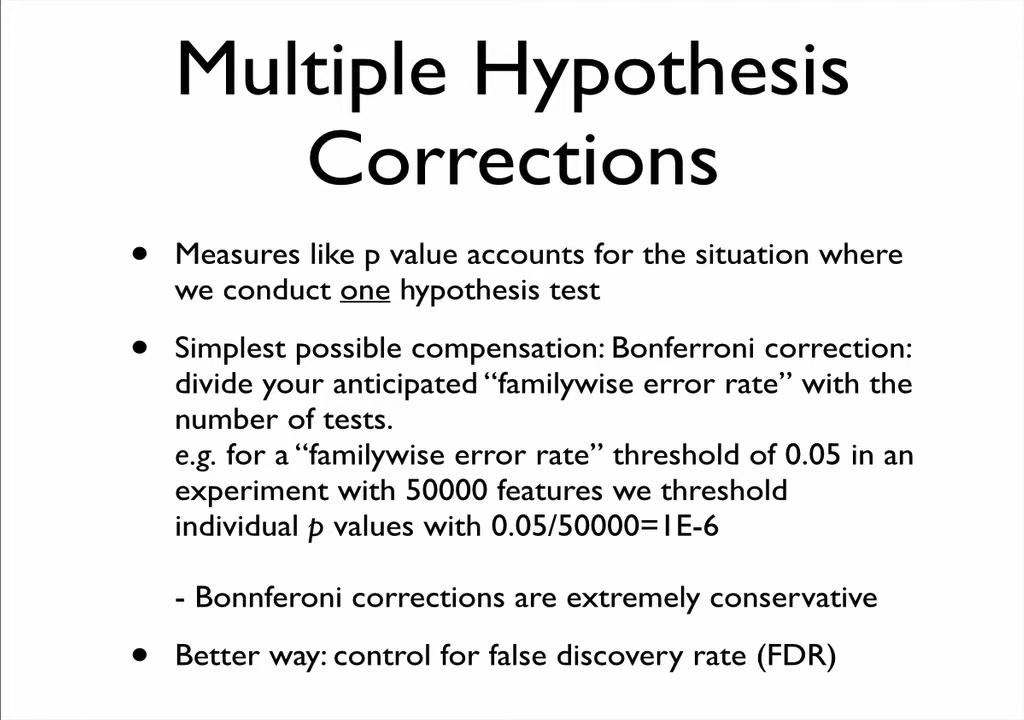 Multiple Hypothesis
Corrections
• Measures like p value accounts for the situation where
we conduct one hypothesis test
• Simplest possible compensation: Bonferroni correction:
divide your anticipated “familywise error rate” with the
number of tests.
e.g. for a “familywise error rate” threshold of 0.05 in an
experiment with 50000 features we threshold
individual p values with 0.05/50000=1E-6
- Bonnferoni corrections are extremely conservative
• Better way: control for false discovery rate (FDR)